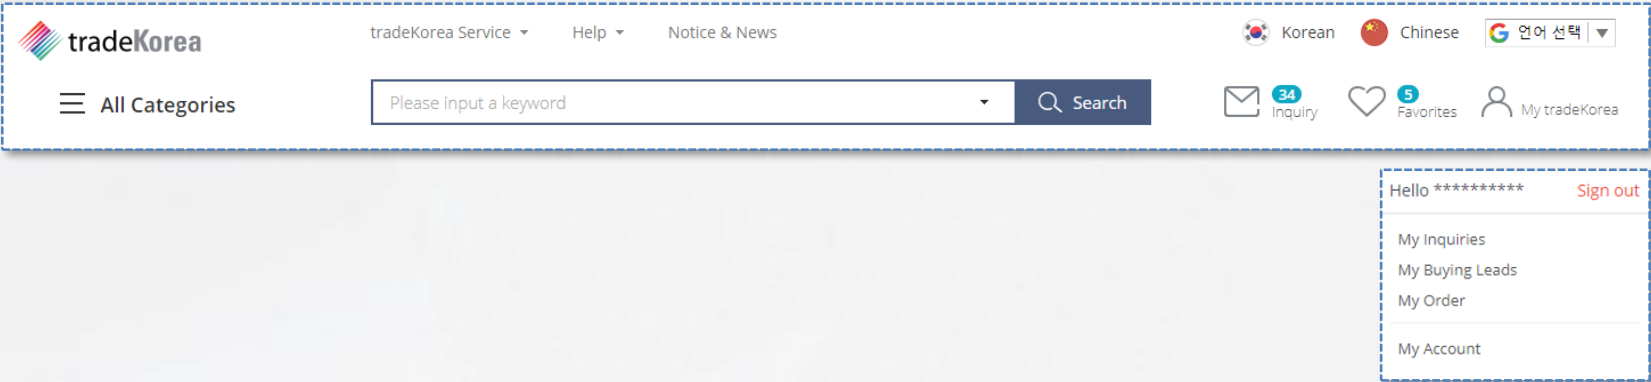 tradeKorea
tradeKorea Service
Help
Notice & News
Korean
Chinese
G 언어 선택 ▼
All Categories
Please input a keyword
Search
34
Inquiry
5
Favorites
My tradeKorea
Hello **********
Sign out
My Inquiries
My Buying Leads
My Order
My Account